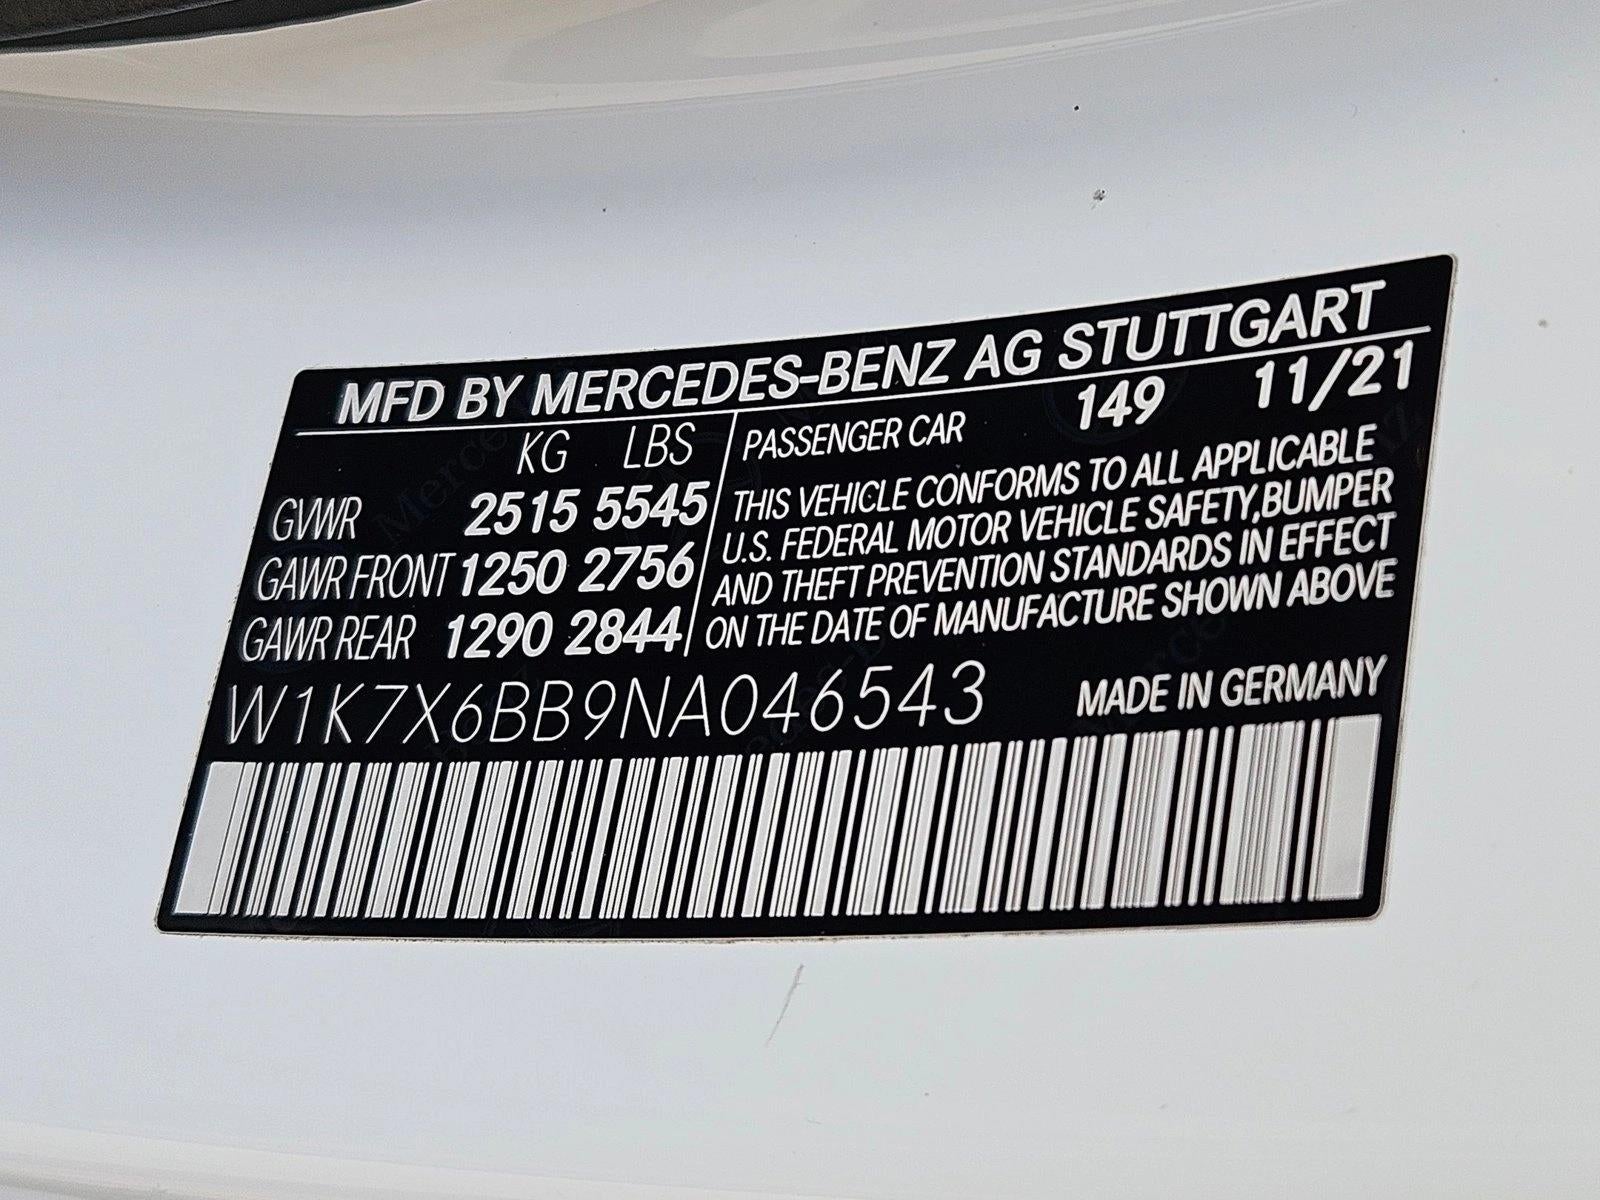 MFD BY MERCEDES-BENZ AG STUTTGART
KG LBS
GVWR 2515 5545
GAWR FRONT 1250 2756
GAWR REAR 1290 2844
PASSENGER CAR 149 11/21
THIS VEHICLE CONFORMS TO ALL APPLICABLE
U.S. FEDERAL MOTOR VEHICLE SAFETY,BUMPER
AND THEFT PREVENTION STANDARDS IN EFFECT
ON THE DATE OF MANUFACTURE SHOWN ABOVE
W1K7X6BB9NA046543 MADE IN GERMANY